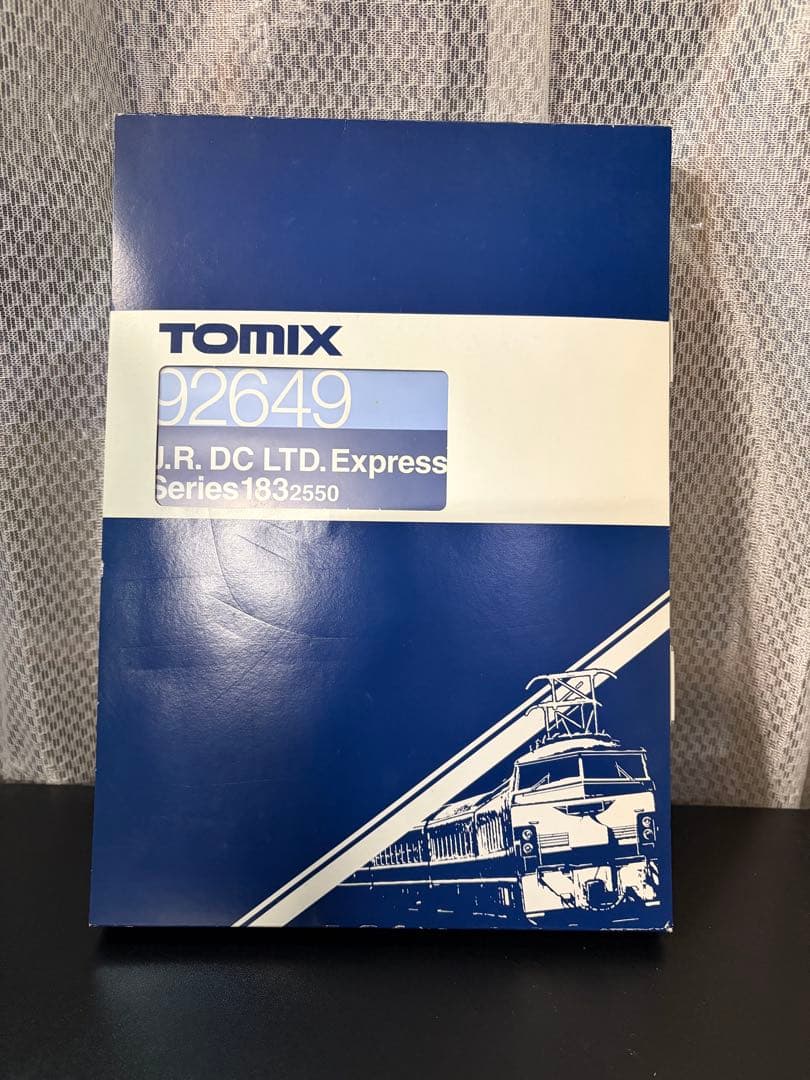 TOMIX
92649
J.R. DC LTD. Express
Series 183 2550